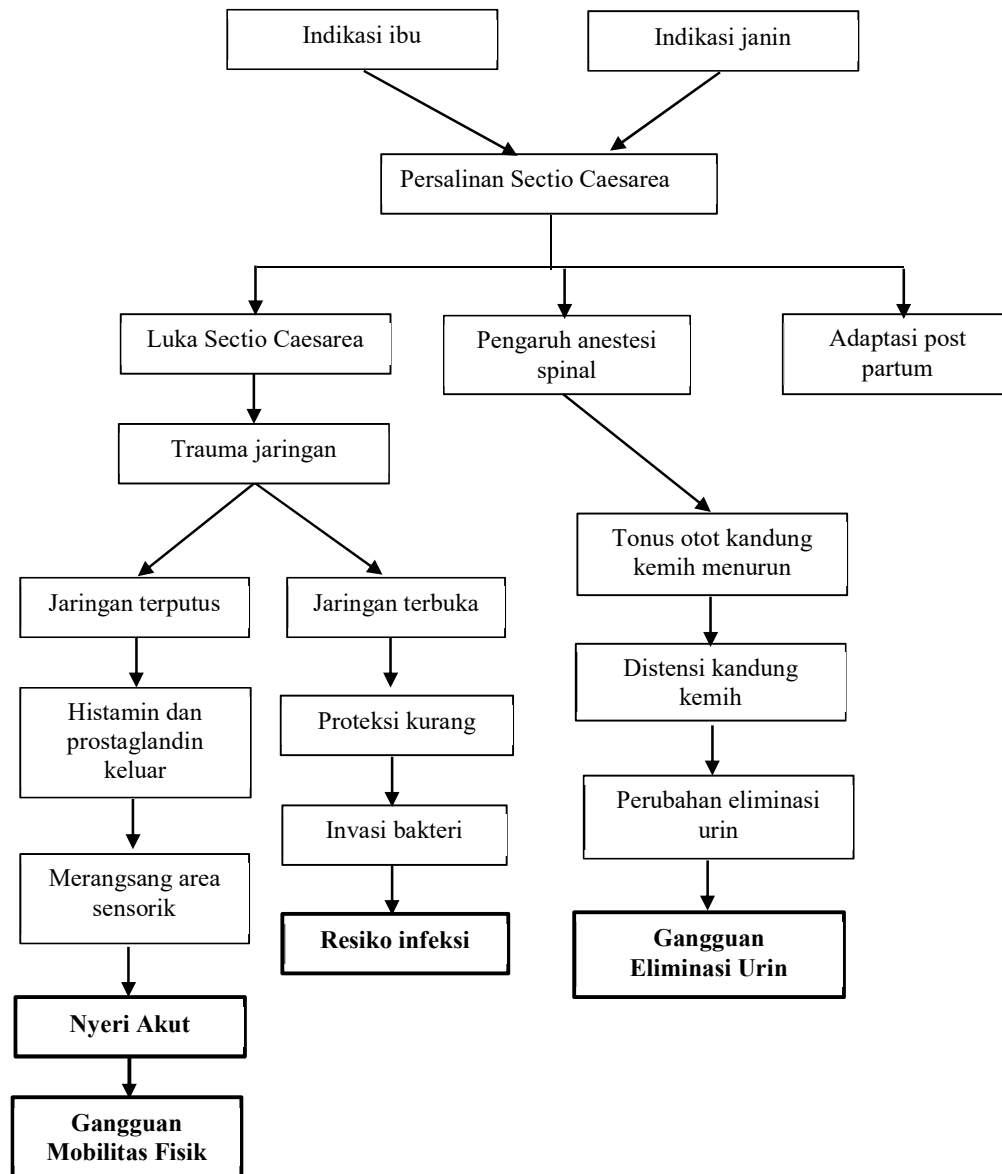 Indikasi ibu
Indikasi janin
Persalinan Sectio Caesarea
Luka Sectio Caesarea
Pengaruh anestesi
spinal
Adaptasi post
partum
Trauma jaringan
Tonus otot kandung
kemih menurun
Jaringan terputus
Jaringan terbuka
Distensi kandung
kemih
Histamin dan
prostaglandin
keluar
Proteksi kurang
Perubahan eliminasi
urin
Invasi bakteri
Merangsang area
sensorik
Resiko infeksi
Gangguan
Eliminasi Urin
Nyeri Akut
Gangguan
Mobilitas Fisik